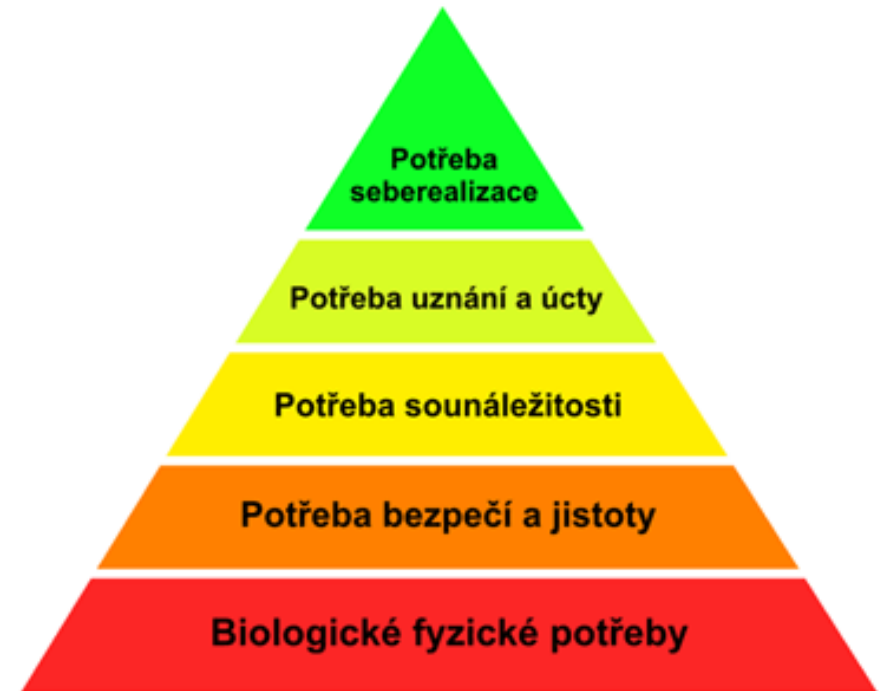 Potřeba
seberealizace
Potřeba uznání a úcty
Potřeba sounáležitosti
Potřeba bezpečí a jistoty
Biologické fyzické potřeby